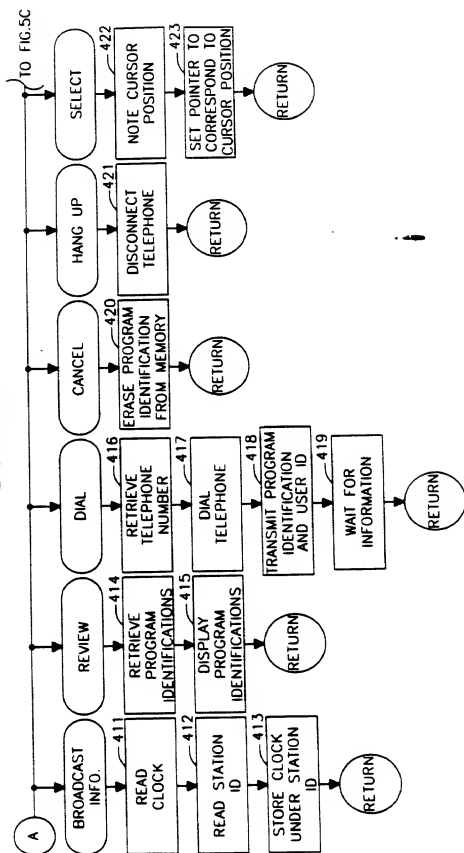 A
TO FIG.5C
BROADCAST
INFO.
411
READ
CLOCK
412
READ STATION
ID
413
STORE CLOCK
UNDER STATION
ID
RETURN
REVIEW
414
RETRIEVE
PROGRAM
IDENTIFICATIONS
415
DISPLAY
PROGRAM
IDENTIFICATIONS
RETURN
DIAL
416
RETRIEVE
TELEPHONE
NUMBER
417
DIAL
TELEPHONE
418
TRANSMIT PROGRAM
IDENTIFICATION
AND USER ID
419
WAIT FOR
INFORMATION
RETURN
CANCEL
420
ERASE PROGRAM
IDENTIFICATION
FROM MEMORY
RETURN
HANG UP
421
DISCONNECT
TELEPHONE
RETURN
SELECT
422
NOTE CURSOR
POSITION
423
SET POINTER TO
CORRESPOND TO
CURSOR POSITION
RETURN